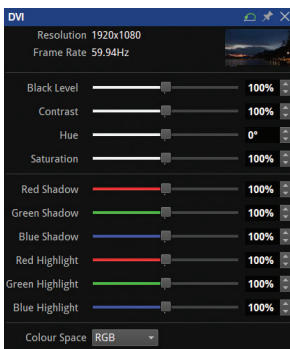 DVI
Resolution 1920x1080
Frame Rate 59.94Hz
Black Level 100%
Contrast 100%
Hue 0°
Saturation 100%
Red Shadow 100%
Green Shadow 100%
Blue Shadow 100%
Red Highlight 100%
Green Highlight 100%
Blue Highlight 100%
Colour Space RGB